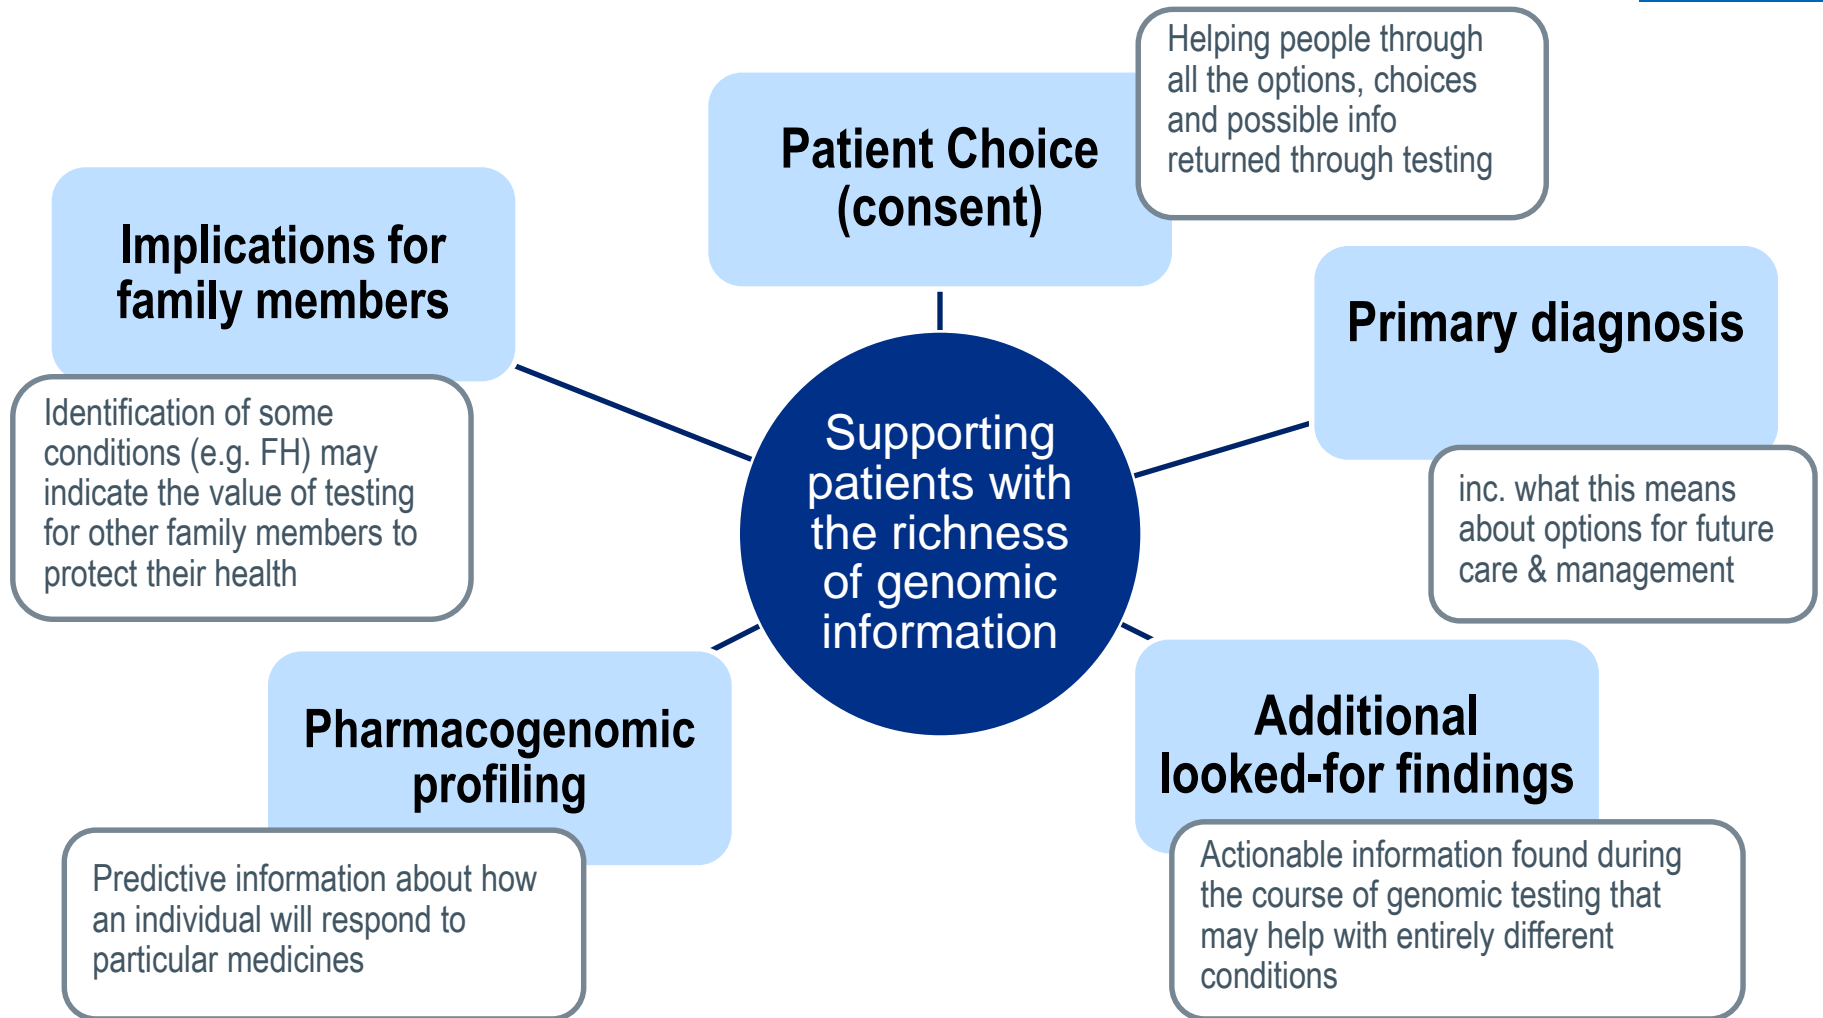 Patient Choice
(consent)
Helping people through
all the options, choices
and possible info
returned through testing
Implications for
family members
Identification of some
conditions (e.g. FH) may
indicate the value of testing
for other family members to
protect their health
Primary diagnosis
inc. what this means
about options for future
care & management
Supporting
patients with
the richness
of genomic
information
Pharmacogenomic
profiling
Predictive information about how
an individual will respond to
particular medicines
Additional
looked-for findings
Actionable information found during
the course of genomic testing that
may help with entirely different
conditions